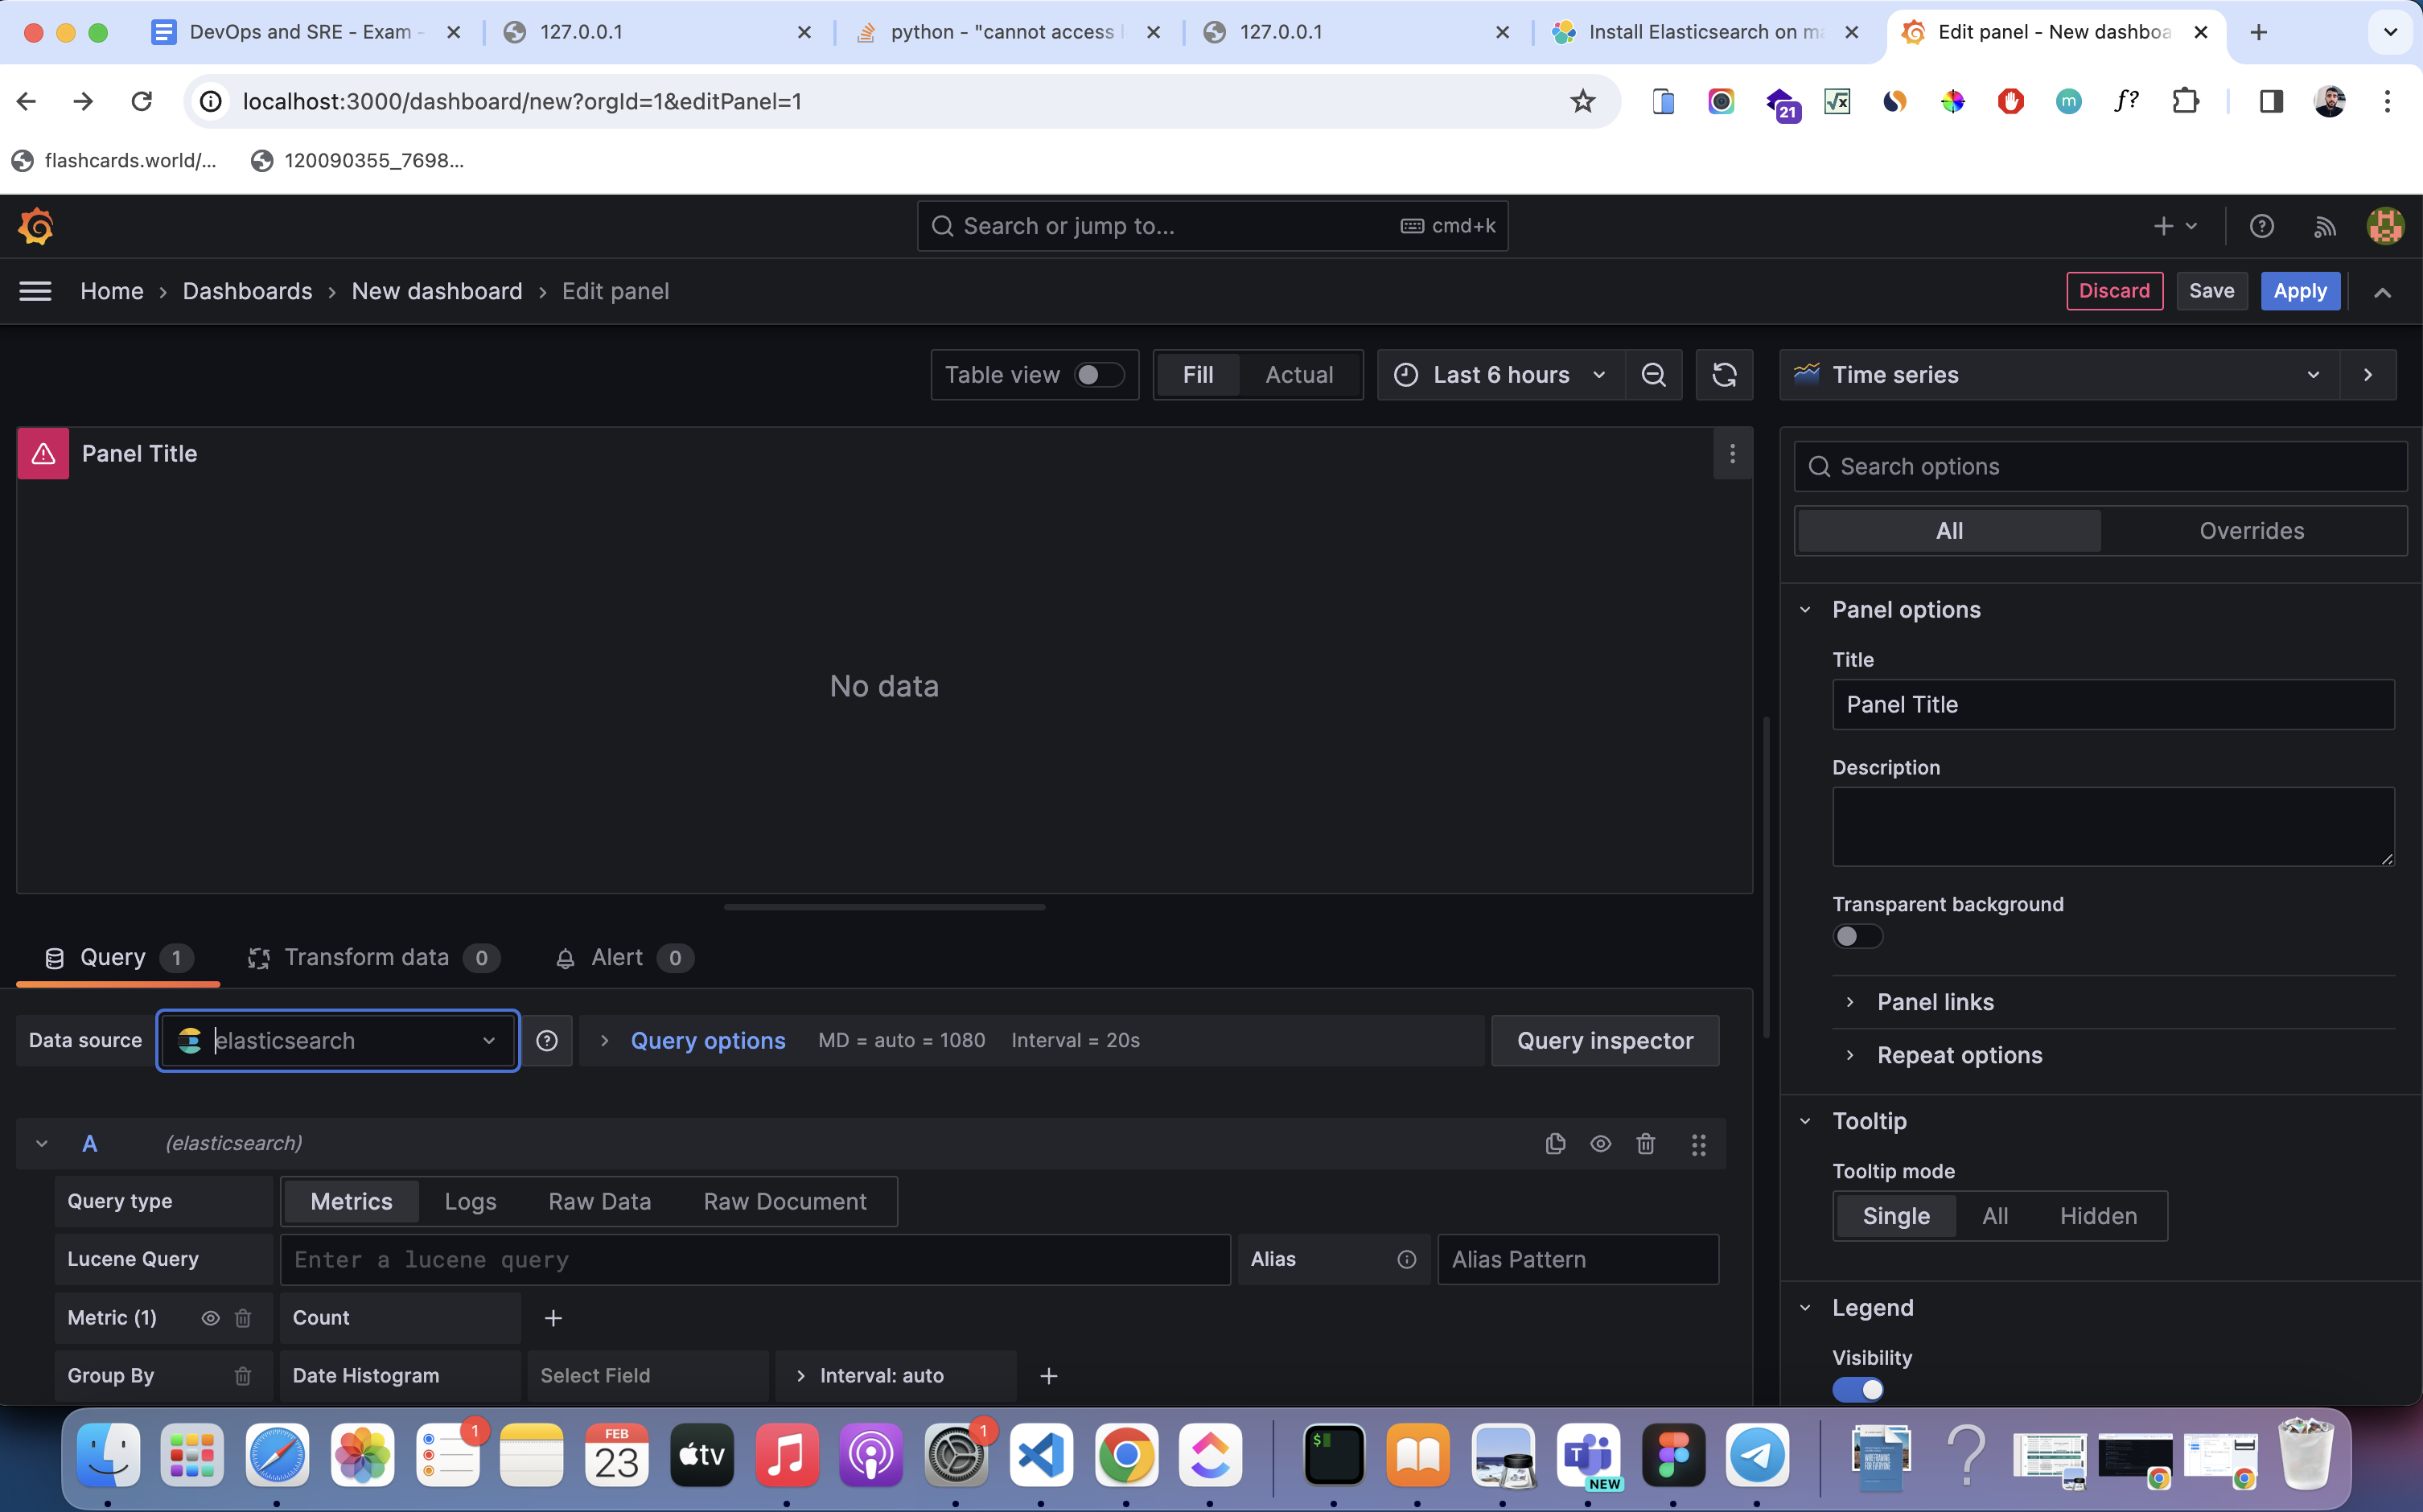 DevOps and SRE - Exam -
127.0.0.1
python - "cannot access l
127.0.0.1
Install Elasticsearch on ma
Edit panel - New dashboa
localhost:3000/dashboard/new?orgId=1&editPanel=1
21
m
f?
flashcards.world/...
120090355_7698...
Search or jump to...
cmd+k
Home
Dashboards
New dashboard
Edit panel
Discard
Save
Apply
Table view
Fill
Actual
Last 6 hours
Time series
Panel Title
No data
Search options
All
Overrides
Panel options
Title
Panel Title
Description
Transparent background
Panel links
Repeat options
Tooltip
Tooltip mode
Single
All
Hidden
Legend
Visibility
Query 1
Transform data 0
Alert 0
Data source
elasticsearch
Query options
MD = auto = 1080
Interval = 20s
Query inspector
A
(elasticsearch)
Query type
Metrics
Logs
Raw Data
Raw Document
Lucene Query
Enter a lucene query
Alias
Alias Pattern
Metric (1)
Count
Group By
Date Histogram
Select Field
Interval: auto
1
FEB
23
tv
1
$
T
NEW